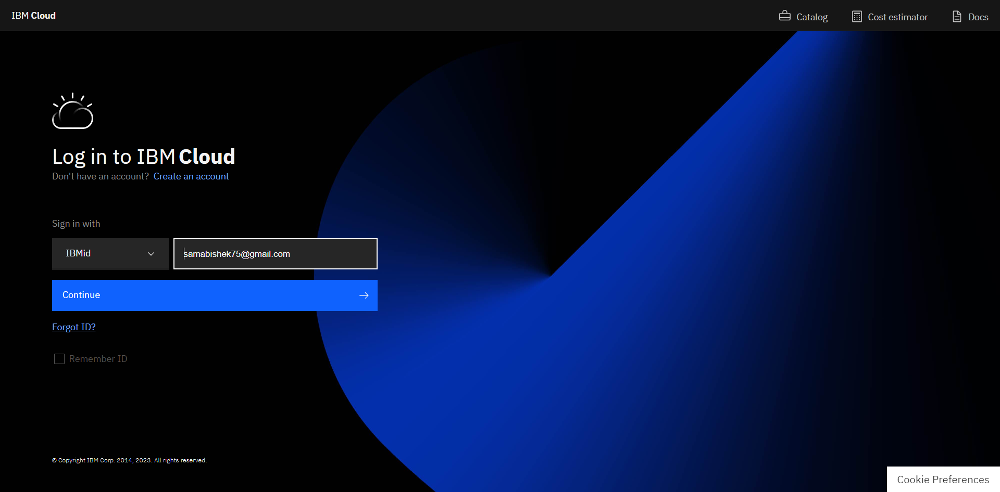 IBM Cloud
Catalog
Cost estimator
Docs
Log in to IBM Cloud
Don't have an account? Create an account
Sign in with
IBMid
samabishek75@gmail.com
Continue
Forgot ID?
Remember ID
© Copyright IBM Corp. 2014, 2023. All rights reserved.
Cookie Preferences